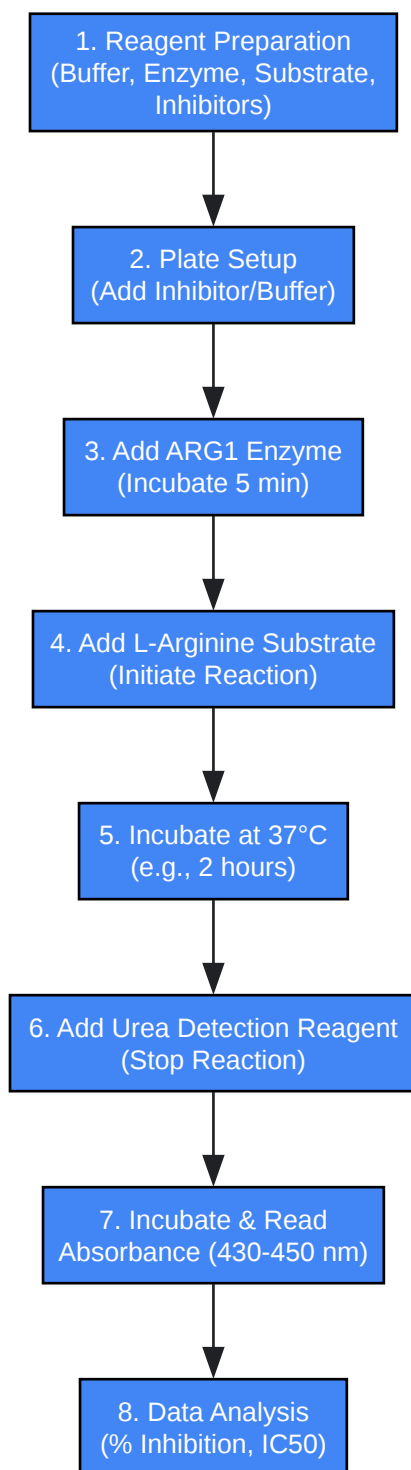 1. Reagent Preparation
(Buffer, Enzyme, Substrate,
Inhibitors)
2. Plate Setup
(Add Inhibitor/Buffer)
3. Add ARG1 Enzyme
(Incubate 5 min)
4. Add L-Arginine Substrate
(Initiate Reaction)
5. Incubate at 37°C
(e.g., 2 hours)
6. Add Urea Detection Reagent
(Stop Reaction)
7. Incubate & Read
Absorbance (430-450 nm)
8. Data Analysis
(% Inhibition, IC50)